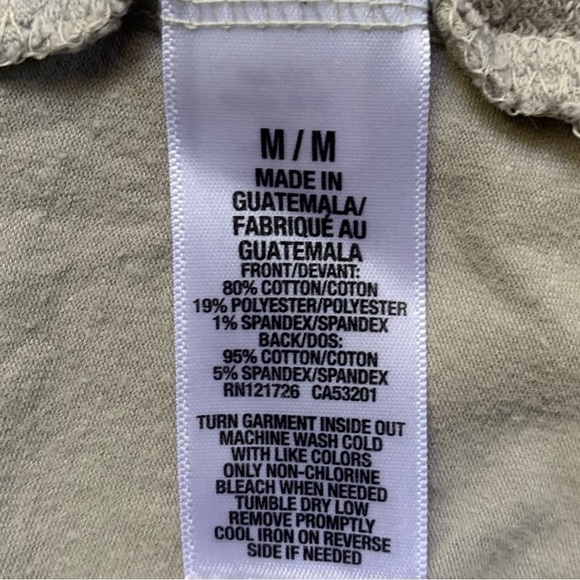 M / M
MADE IN
GUATEMALA/
FABRIQUÉ AU
GUATEMALA
FRONT/DEVANT:
80% COTTON/COTON
19% POLYESTER/POLYESTER
1% SPANDEX/SPANDEX
BACK/DOS:
95% COTTON/COTON
5% SPANDEX/SPANDEX
RN121726 CA53201
TURN GARMENT INSIDE OUT
MACHINE WASH COLD
WITH LIKE COLORS
ONLY NON-CHLORINE
BLEACH WHEN NEEDED
TUMBLE DRY LOW
REMOVE PROMPTLY
COOL IRON ON REVERSE
SIDE IF NEEDED